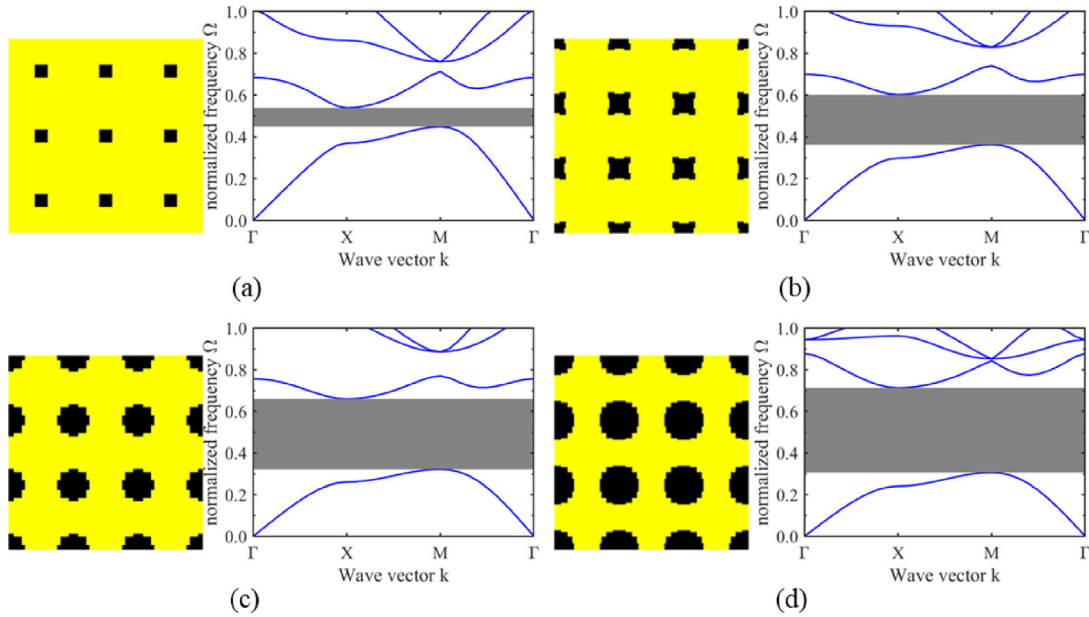 normalized frequency Ω
1.0
0.8
0.6
0.4
0.2
0.0
Γ X M Γ
Wave vector k
(a)
normalized frequency Ω
1.0
0.8
0.6
0.4
0.2
0.0
Γ X M Γ
Wave vector k
(b)
normalized frequency Ω
1.0
0.8
0.6
0.4
0.2
0.0
Γ X M Γ
Wave vector k
(c)
normalized frequency Ω
1.0
0.8
0.6
0.4
0.2
0.0
Γ X M Γ
Wave vector k
(d)